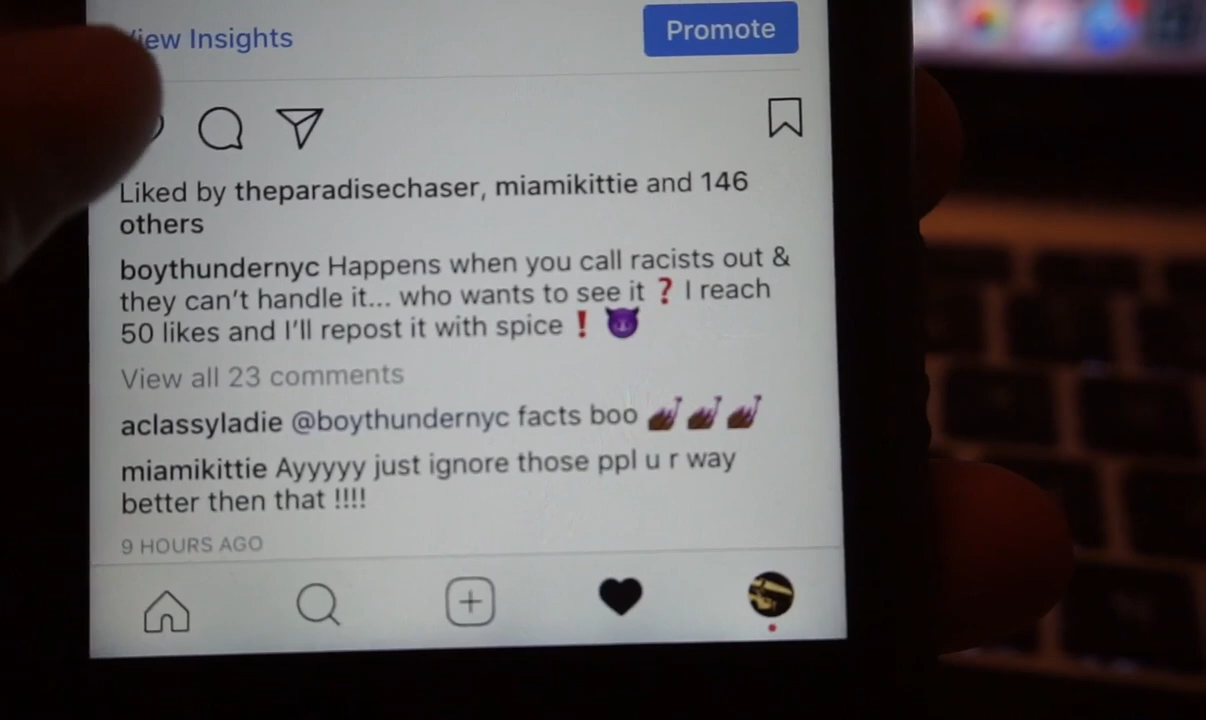 View Insights
Promote
Liked by theparadisechaser, miamikittie and 146
others
boythundernyc Happens when you call racists out &
they can't handle it... who wants to see it ❓ I reach
50 likes and I'll repost it with spice ❗ 😈
View all 23 comments
aclassyladie @boythundernyc facts boo 💅🏿 💅🏿 💅🏿
miamikittie Ayyyyy just ignore those ppl u r way
better then that !!!!
9 HOURS AGO